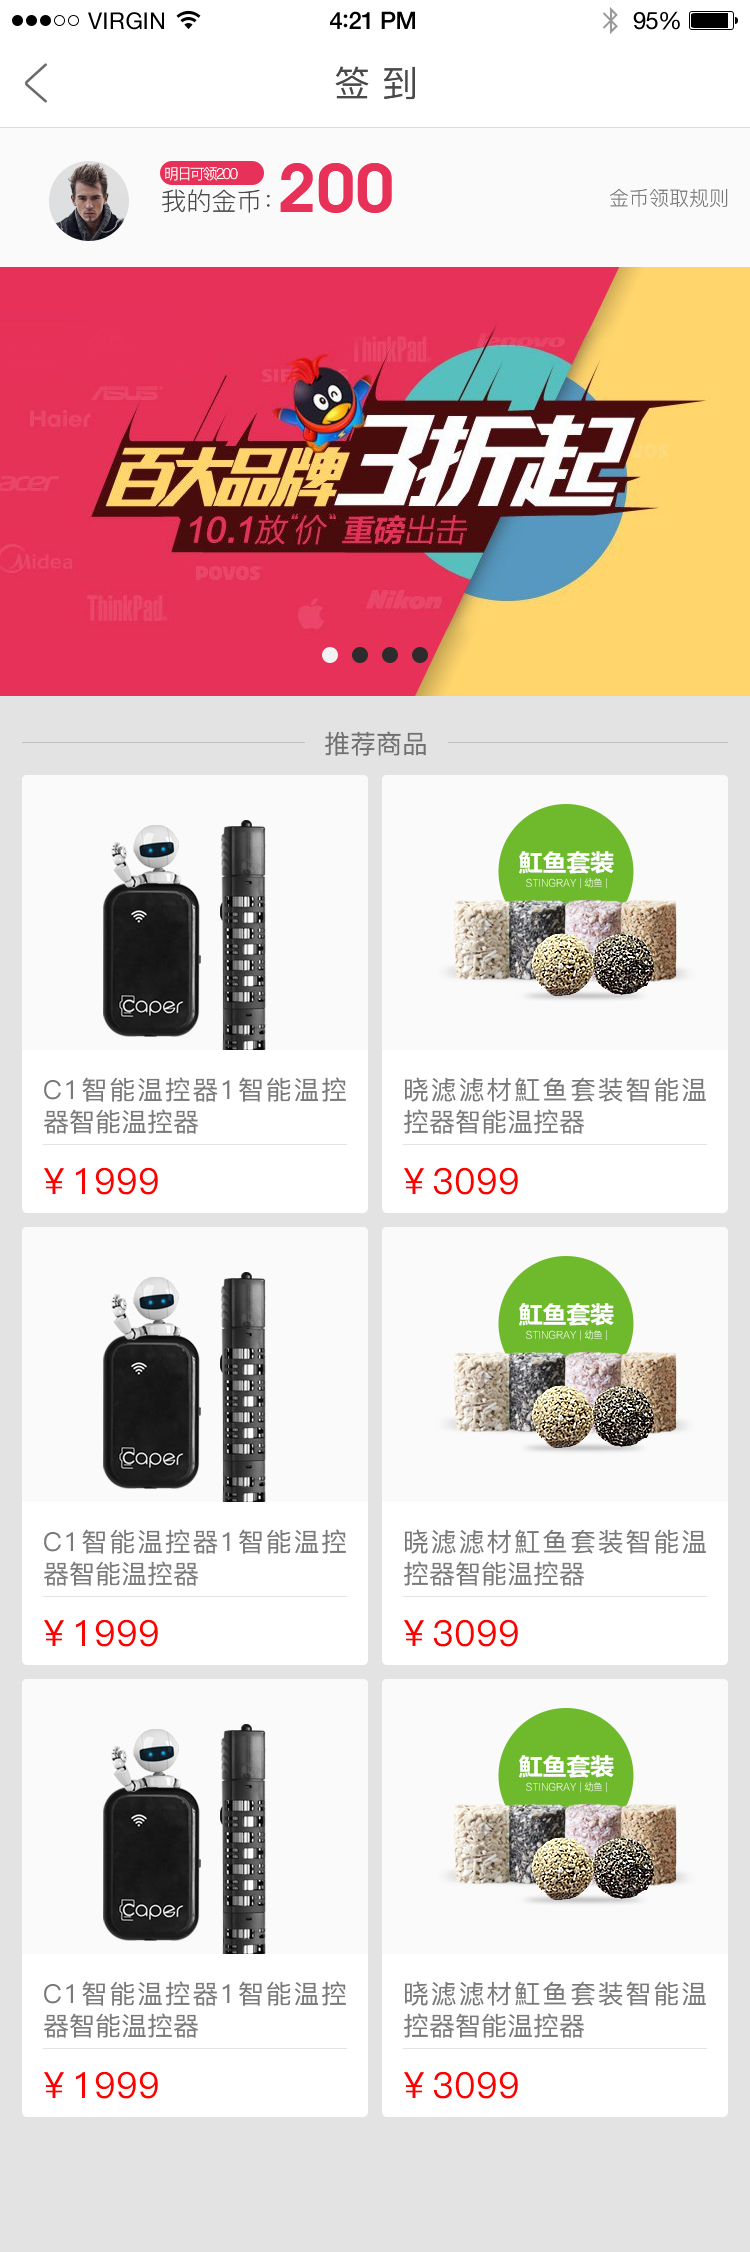 VIRGIN
4:21 PM
95%
签到
明日可领200
我的金币：200
金币领取规则
ThinkPad
lenovo
ASUS
Haier
acer
百大品牌3折起
10.1放“价”重磅出击
Midea
POVOS
ThinkPad
Nikon
推荐商品
魟鱼套装
STINGRAY | 幼鱼 |
Caper
C1智能温控器1智能温控
器智能温控器
¥ 1999
晓滤滤材魟鱼套装智能温
控器智能温控器
¥ 3099
魟鱼套装
STINGRAY | 幼鱼 |
Caper
C1智能温控器1智能温控
器智能温控器
¥ 1999
晓滤滤材魟鱼套装智能温
控器智能温控器
¥ 3099
魟鱼套装
STINGRAY | 幼鱼 |
Caper
C1智能温控器1智能温控
器智能温控器
¥ 1999
晓滤滤材魟鱼套装智能温
控器智能温控器
¥ 3099